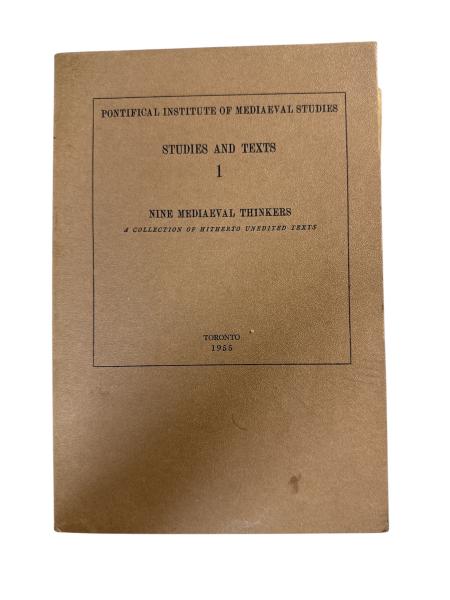 PONTIFICAL INSTITUTE OF MEDIAEVAL STUDIES
STUDIES AND TEXTS
1
NINE MEDIAEVAL THINKERS
A COLLECTION OF HITHERTO UNEDITED TEXTS
TORONTO
1955